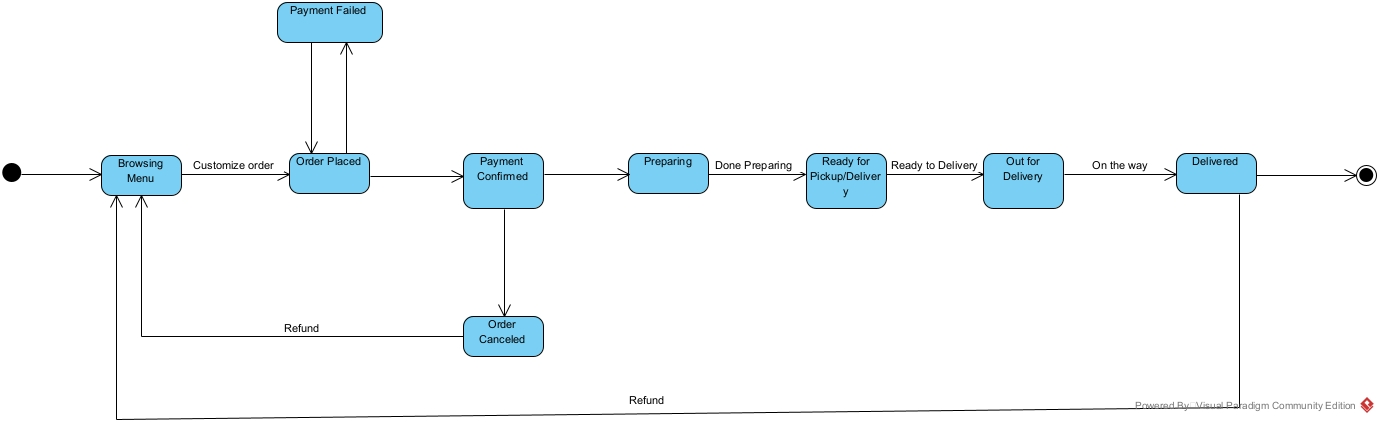 Payment Failed
Browsing
Menu
Customize order
Order Placed
Payment
Confirmed
Preparing
Done Preparing
Ready for
Pickup/Deliver
y
Ready to Delivery
Out for
Delivery
On the way
Delivered
Order
Canceled
Refund
Refund
Powered By Visual Paradigm Community Edition